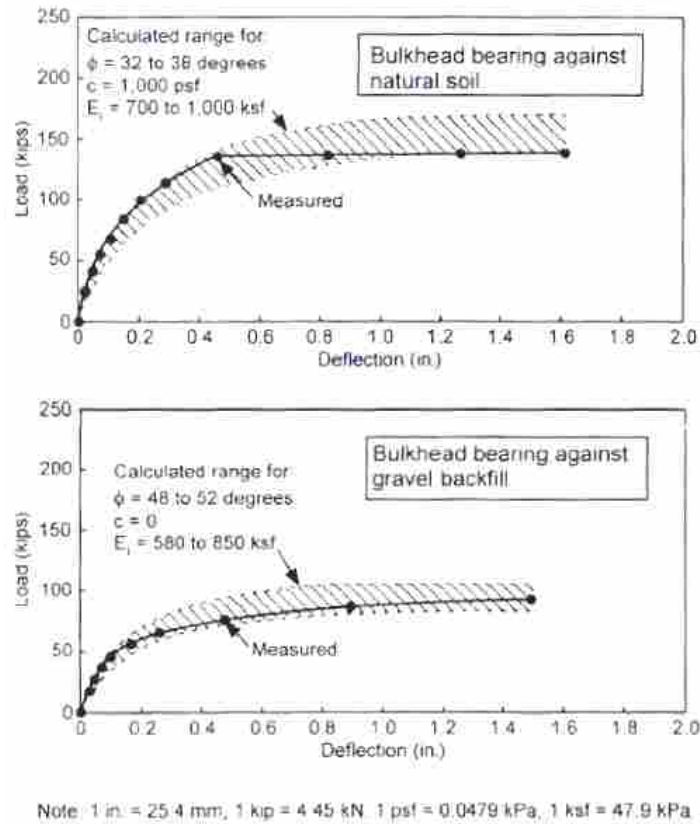 250
Calculated range for
ϕ = 32 to 38 degrees
c = 1,000 psf
Ei = 700 to 1,000 ksf
Bulkhead bearing against
natural soil
200
150
100
50
0
Load (kips)
Measured
0 0.2 0.4 0.6 0.8 1.0 1.2 1.4 1.6 1.8 2.0
Deflection (in.)
250
Calculated range for
ϕ = 48 to 52 degrees
c = 0
Ei = 580 to 850 ksf
Bulkhead bearing against
gravel backfill
200
150
100
50
0
Load (kips)
Measured
0 0.2 0.4 0.6 0.8 1.0 1.2 1.4 1.6 1.8 2.0
Deflection (in.)
Note: 1 in. = 25.4 mm, 1 kip = 4.45 kN, 1 psf = 0.0479 kPa, 1 ksf = 47.9 kPa